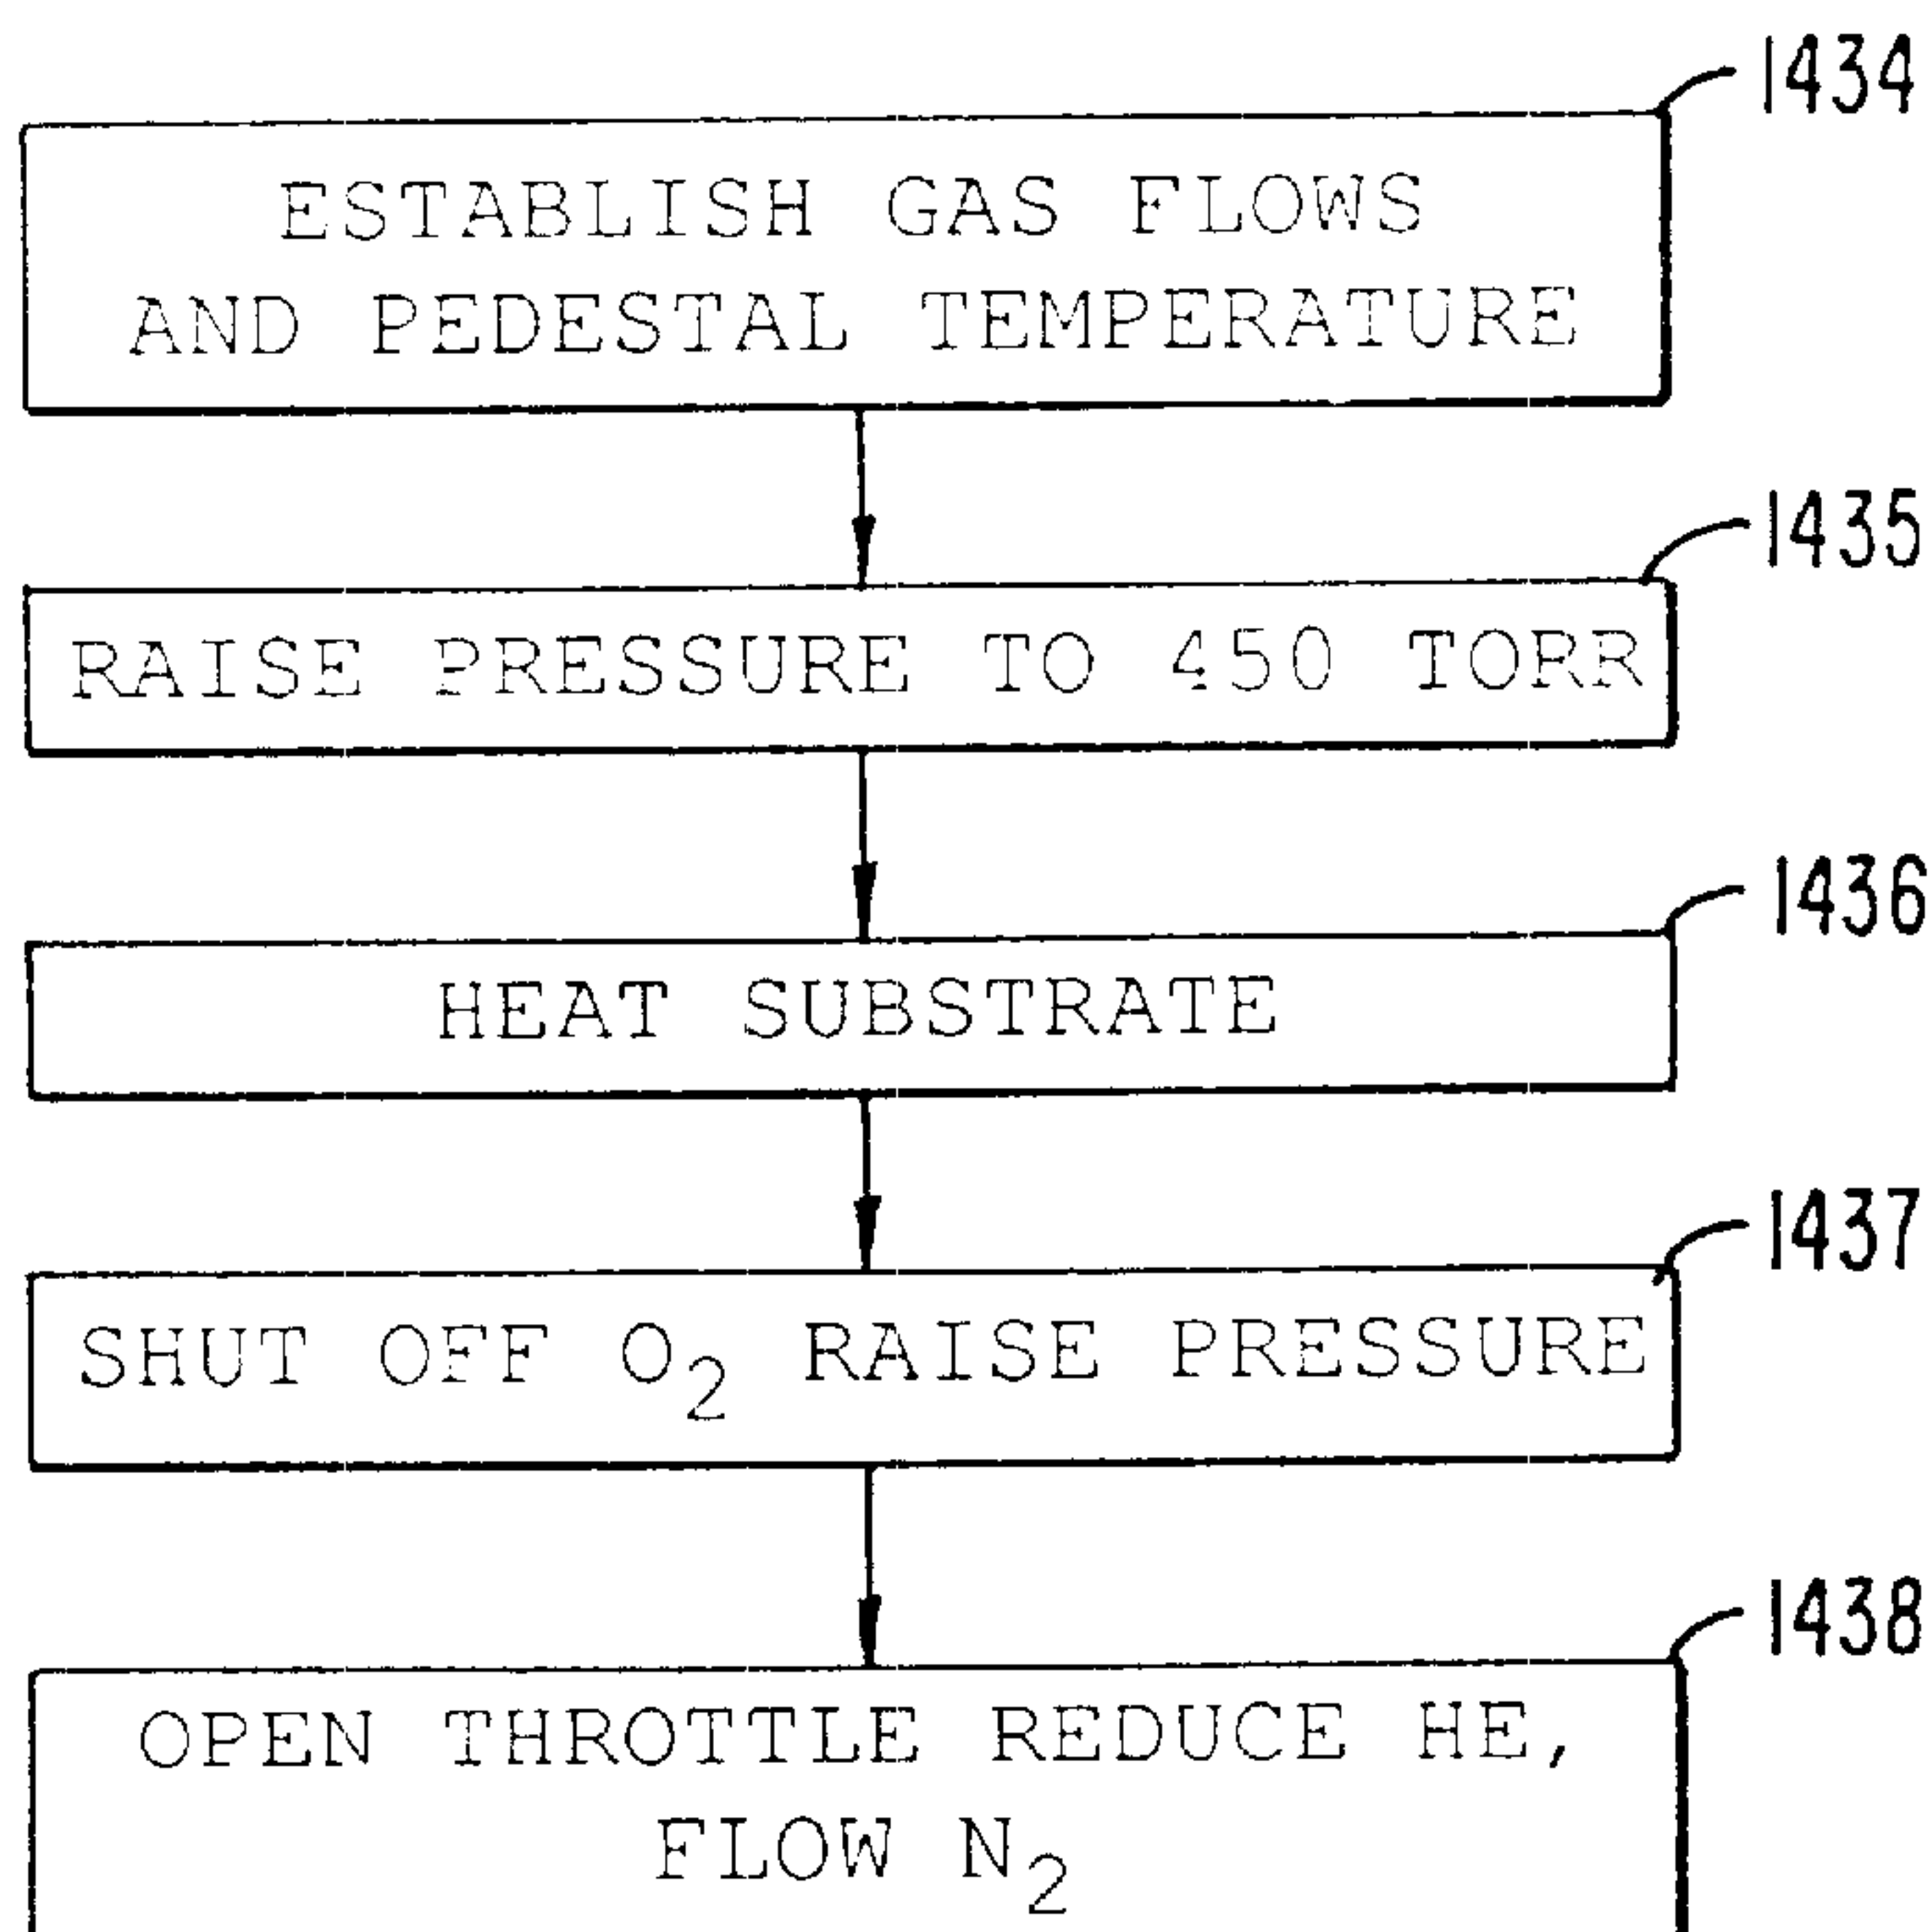 1434
ESTABLISH GAS FLOWS
AND PEDESTAL TEMPERATURE
1435
RAISE PRESSURE TO 450 TORR
1436
HEAT SUBSTRATE
1437
SHUT OFF O₂ RAISE PRESSURE
1438
OPEN THROTTLE REDUCE HE,
FLOW N₂